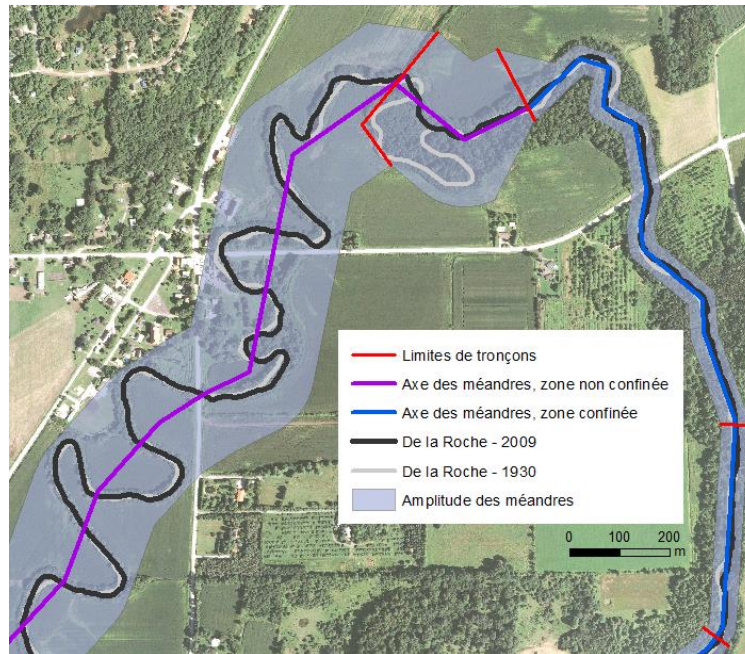 Limites de tronçons
Axe des méandres, zone non confinée
Axe des méandres, zone confinée
De la Roche - 2009
De la Roche - 1930
Amplitude des méandres
0 100 200
m